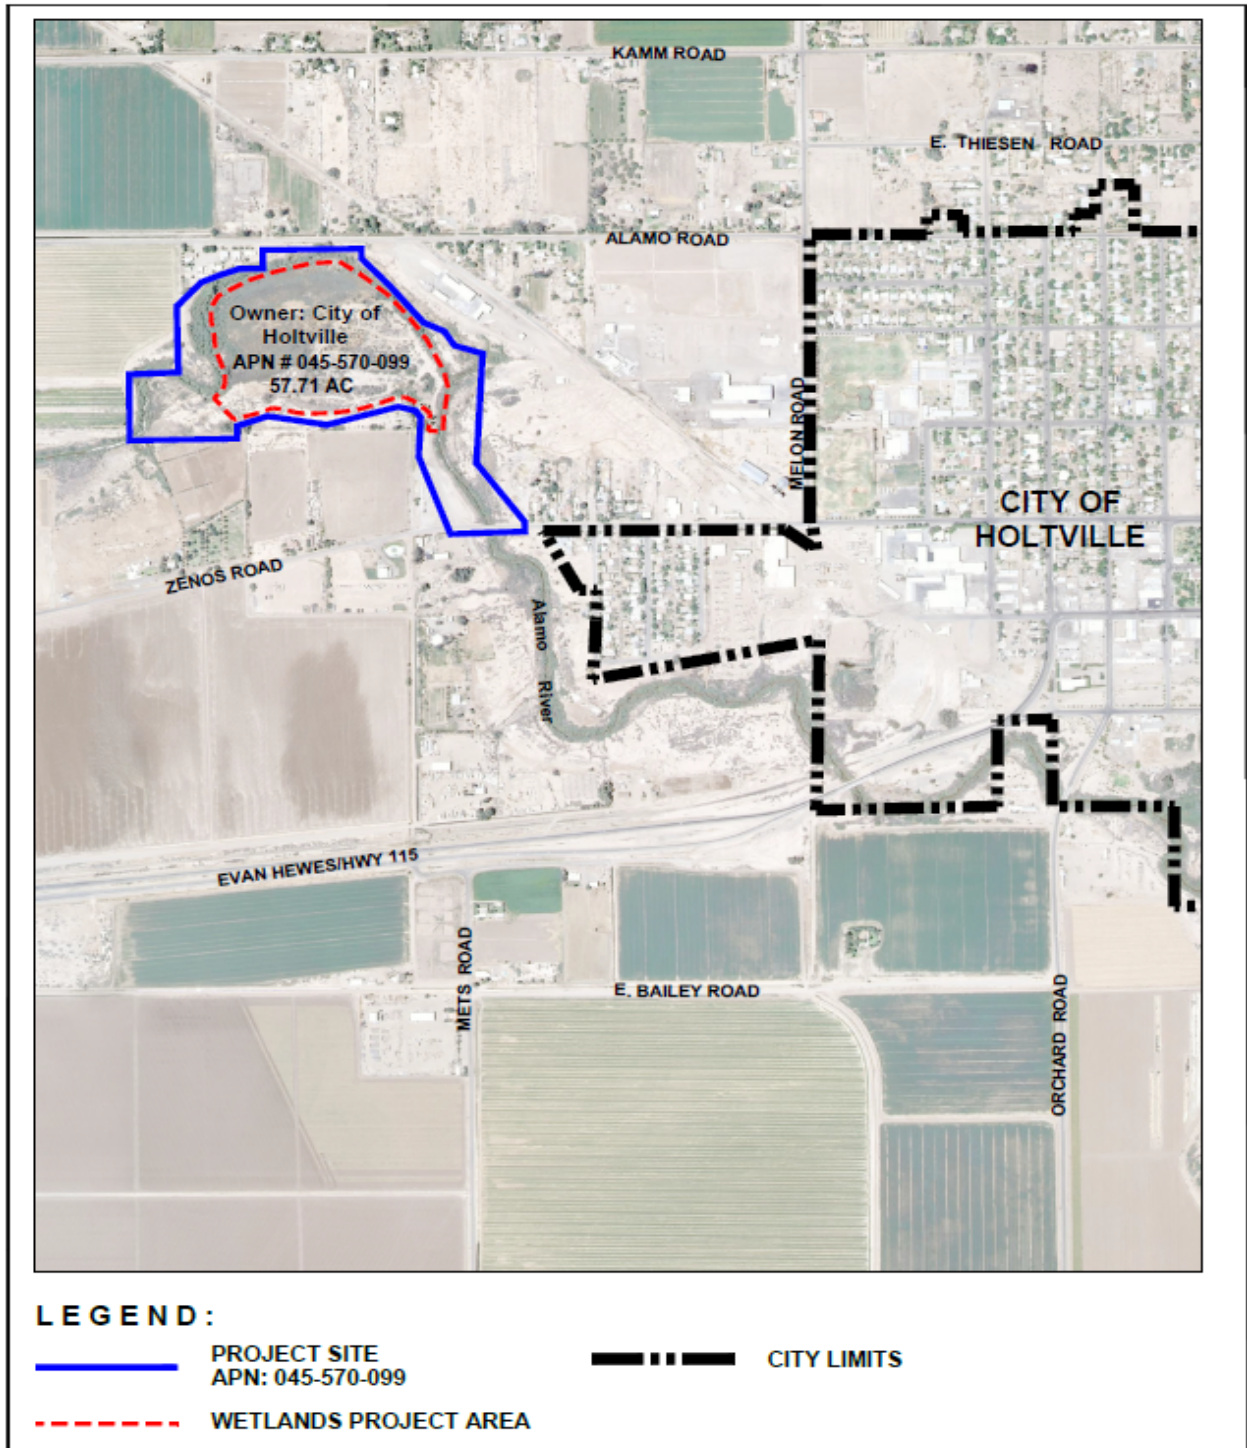 KAMM ROAD
E. THIESEN ROAD
ALAMO ROAD
Owner: City of
Holtville
APN # 045-570-099
57.71 AC
MELON ROAD
CITY OF
HOLTVILLE
ZENOS ROAD
Alamo River
EVAN HEWES/HWY 115
METS ROAD
E. BAILEY ROAD
ORCHARD ROAD
LEGEND:
PROJECT SITE
APN: 045-570-099
CITY LIMITS
WETLANDS PROJECT AREA